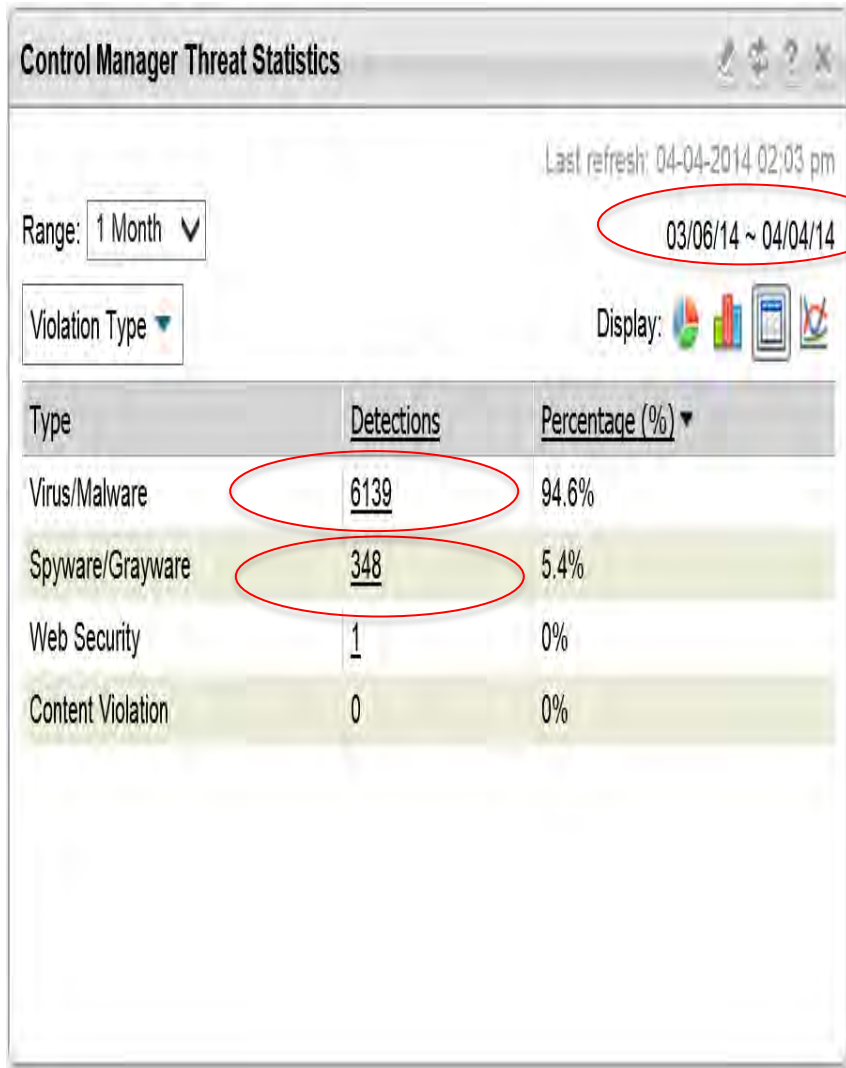 Control Manager Threat Statistics
Last refresh: 04-04-2014 02:03 pm
Range: 1 Month
03/06/14 ~ 04/04/14
Violation Type
Display:
Type Detections Percentage (%)
Virus/Malware 6139 94.6%
Spyware/Grayware 348 5.4%
Web Security 1 0%
Content Violation 0 0%